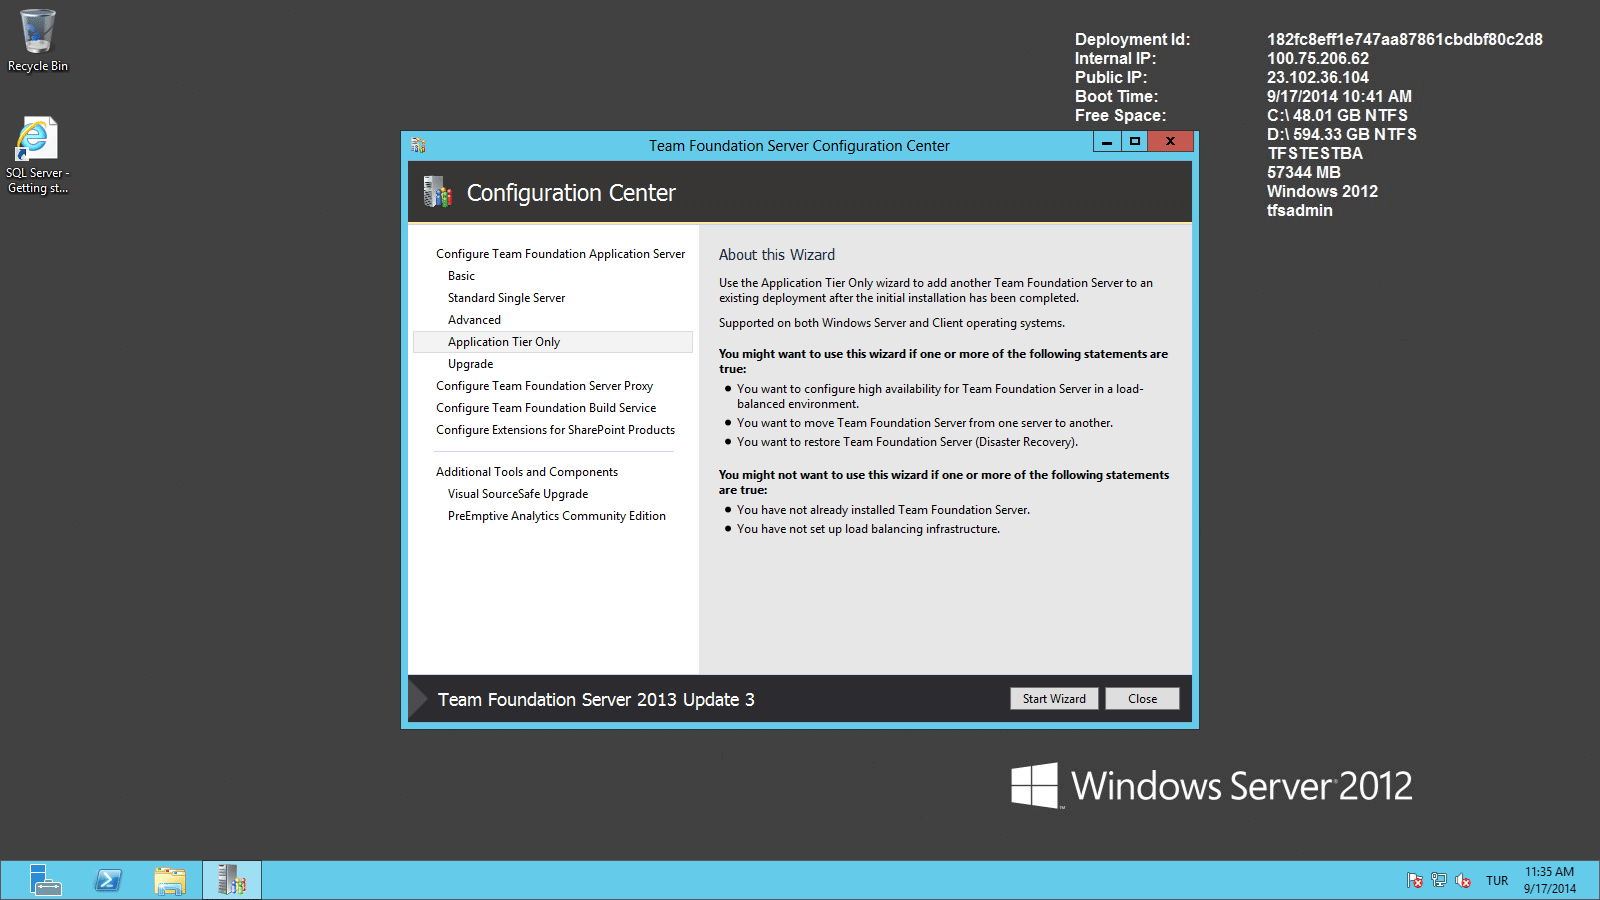 Recycle Bin
SQL Server -
Getting st...
Deployment Id: 182fc8eff1e747aa87861cbdbf80c2d8
Internal IP: 100.75.206.62
Public IP: 23.102.36.104
Boot Time: 9/17/2014 10:41 AM
Free Space: C:\ 48.01 GB NTFS
D:\ 594.33 GB NTFS
TFSTESTBA
57344 MB
Windows 2012
tfsadmin
Team Foundation Server Configuration Center
Configuration Center
Configure Team Foundation Application Server
Basic
Standard Single Server
Advanced
Application Tier Only
Upgrade
Configure Team Foundation Server Proxy
Configure Team Foundation Build Service
Configure Extensions for SharePoint Products
Additional Tools and Components
Visual SourceSafe Upgrade
PreEmptive Analytics Community Edition
About this Wizard
Use the Application Tier Only wizard to add another Team Foundation Server to an
existing deployment after the initial installation has been completed.
Supported on both Windows Server and Client operating systems.
You might want to use this wizard if one or more of the following statements are
true:
• You want to configure high availability for Team Foundation Server in a load-
balanced environment.
• You want to move Team Foundation Server from one server to another.
• You want to restore Team Foundation Server (Disaster Recovery).
You might not want to use this wizard if one or more of the following statements
are true:
• You have not already installed Team Foundation Server.
• You have not set up load balancing infrastructure.
Team Foundation Server 2013 Update 3
Start Wizard
Close
Windows Server 2012
TUR
11:35 AM
9/17/2014